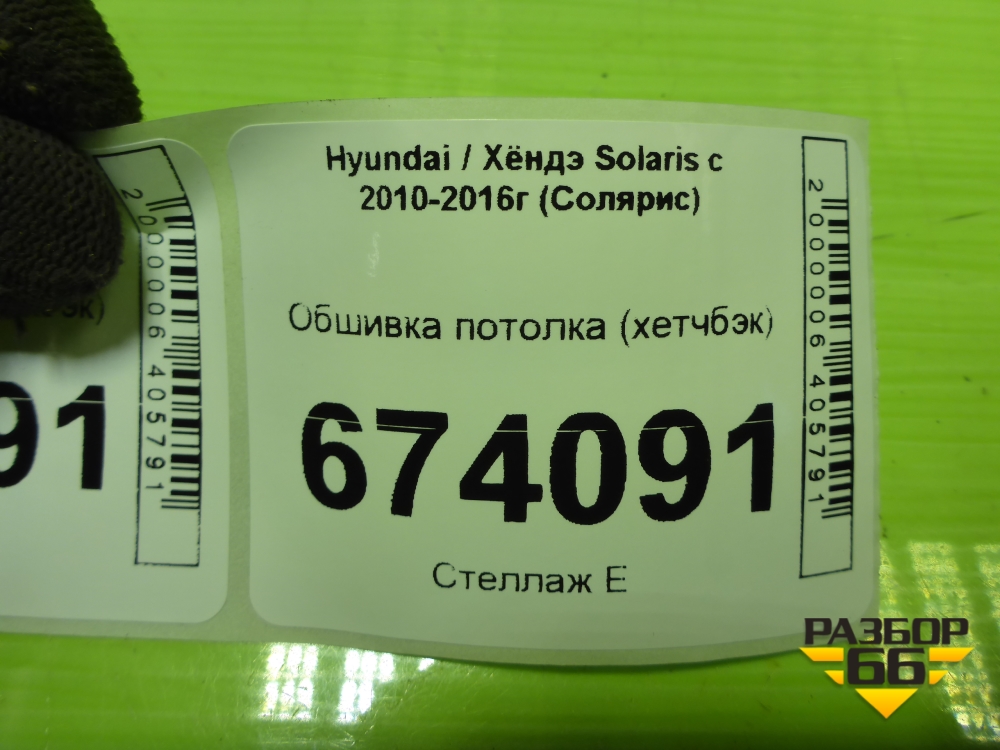 Hyundai / Хёндэ Solaris с
2010-2016г (Солярис)
Обшивка потолка (хетчбэк)
674091
Стеллаж Е
2000006405791
91
2000006405791
РАЗБОР
66